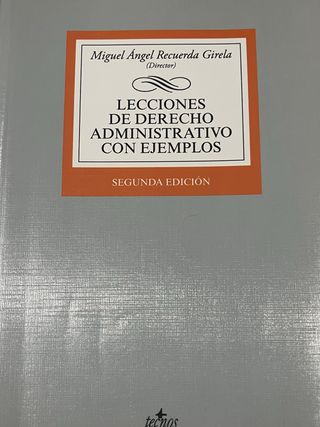 Miguel Ángel Recuerda Girela
(Director)
LECCIONES
DE DERECHO
ADMINISTRATIVO
CON EJEMPLOS
SEGUNDA EDICIÓN
tecnos